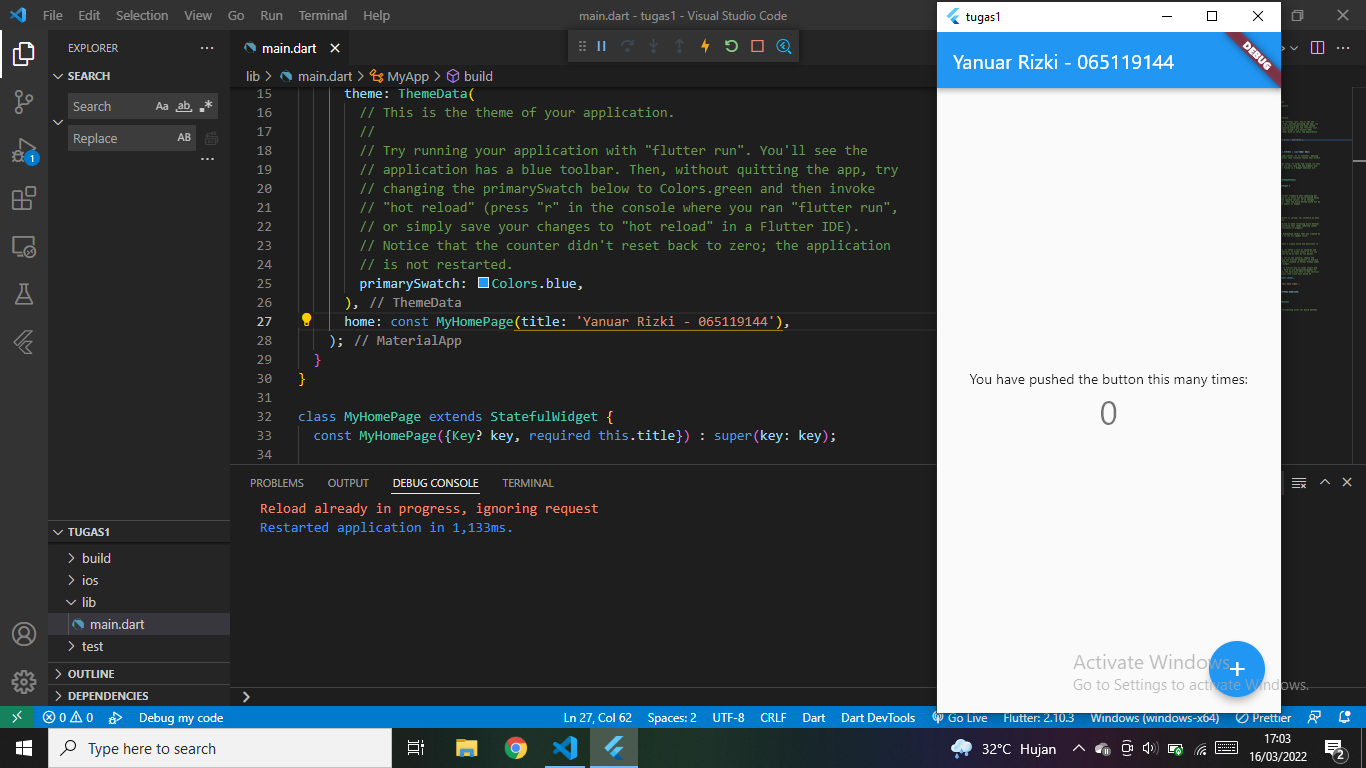 File Edit Selection View Go Run Terminal Help
main.dart - tugas1 - Visual Studio Code
tugas1
EXPLORER
main.dart
Yanuar Rizki - 065119144
DEBUG
SEARCH
lib > main.dart > MyApp > build
Search Aa ab, .*
Replace AB
1
15 theme: ThemeData(
16 // This is the theme of your application.
17 //
18 // Try running your application with "flutter run". You'll see the
19 // application has a blue toolbar. Then, without quitting the app, try
20 // changing the primarySwatch below to Colors.green and then invoke
21 // "hot reload" (press "r" in the console where you ran "flutter run",
22 // or simply save your changes to "hot reload" in a Flutter IDE).
23 // Notice that the counter didn't reset back to zero; the application
24 // is not restarted.
25 primarySwatch: Colors.blue,
26 ), // ThemeData
27 home: const MyHomePage(title: 'Yanuar Rizki - 065119144'),
28 ); // MaterialApp
29 }
30 }
31
32 class MyHomePage extends StatefulWidget {
33 const MyHomePage({Key? key, required this.title}) : super(key: key);
34
You have pushed the button this many times:
0
PROBLEMS OUTPUT DEBUG CONSOLE TERMINAL
Reload already in progress, ignoring request
Restarted application in 1,133ms.
TUGAS1
build
ios
lib
main.dart
test
OUTLINE
DEPENDENCIES
Activate Windows
Go to Settings to activate Windows.
+
0 0 Debug my code Ln 27, Col 62 Spaces: 2 UTF-8 CRLF Dart Dart DevTools Go Live Flutter: 2.10.3 Windows (windows-x64) Prettier
Type here to search
32°C Hujan
17:03
16/03/2022
2